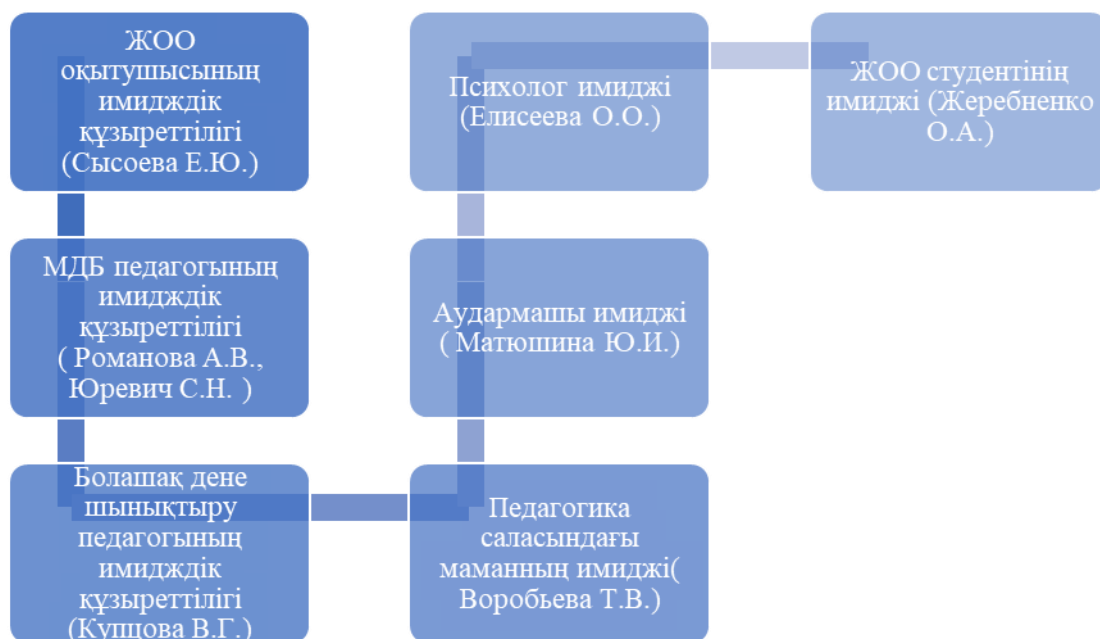 ЖОО
оқытушысының
имидждік
құзыреттілігі
(Сысоева Е.Ю.)
МДБ педагогының
имидждік
құзыреттілігі
( Романова А.В.,
Юревич С.Н. )
Болашақ дене
шынықтыру
педагогының
имидждік
құзыреттілігі
(Купцова В.Г.)
Педагогика
саласындағы
маманның имиджі(
Воробьева Т.В.)
Аудармашы имиджі
( Матюшина Ю.И.)
Психолог имиджі
(Елисеева О.О.)
ЖОО студентінің
имиджі (Жеребненко
О.А.)